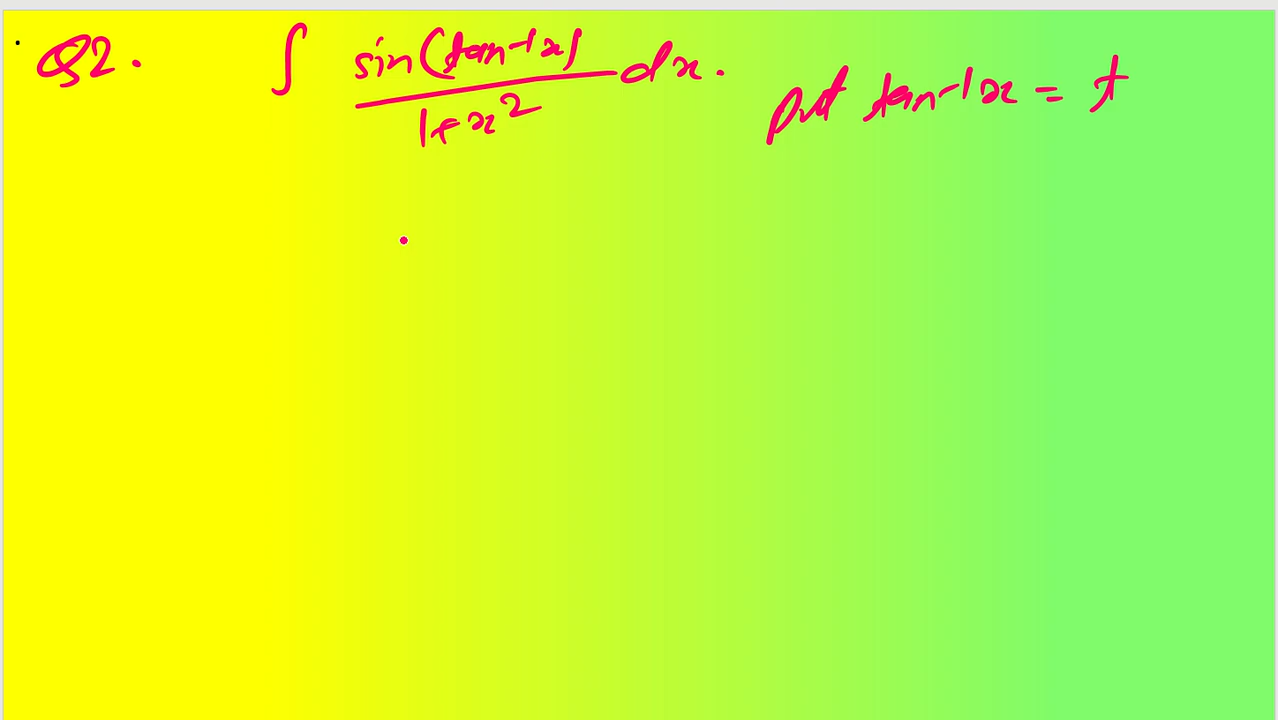 Q2. ∫ sin(tan-1x) / 1+x² dx. put tan-1x = t